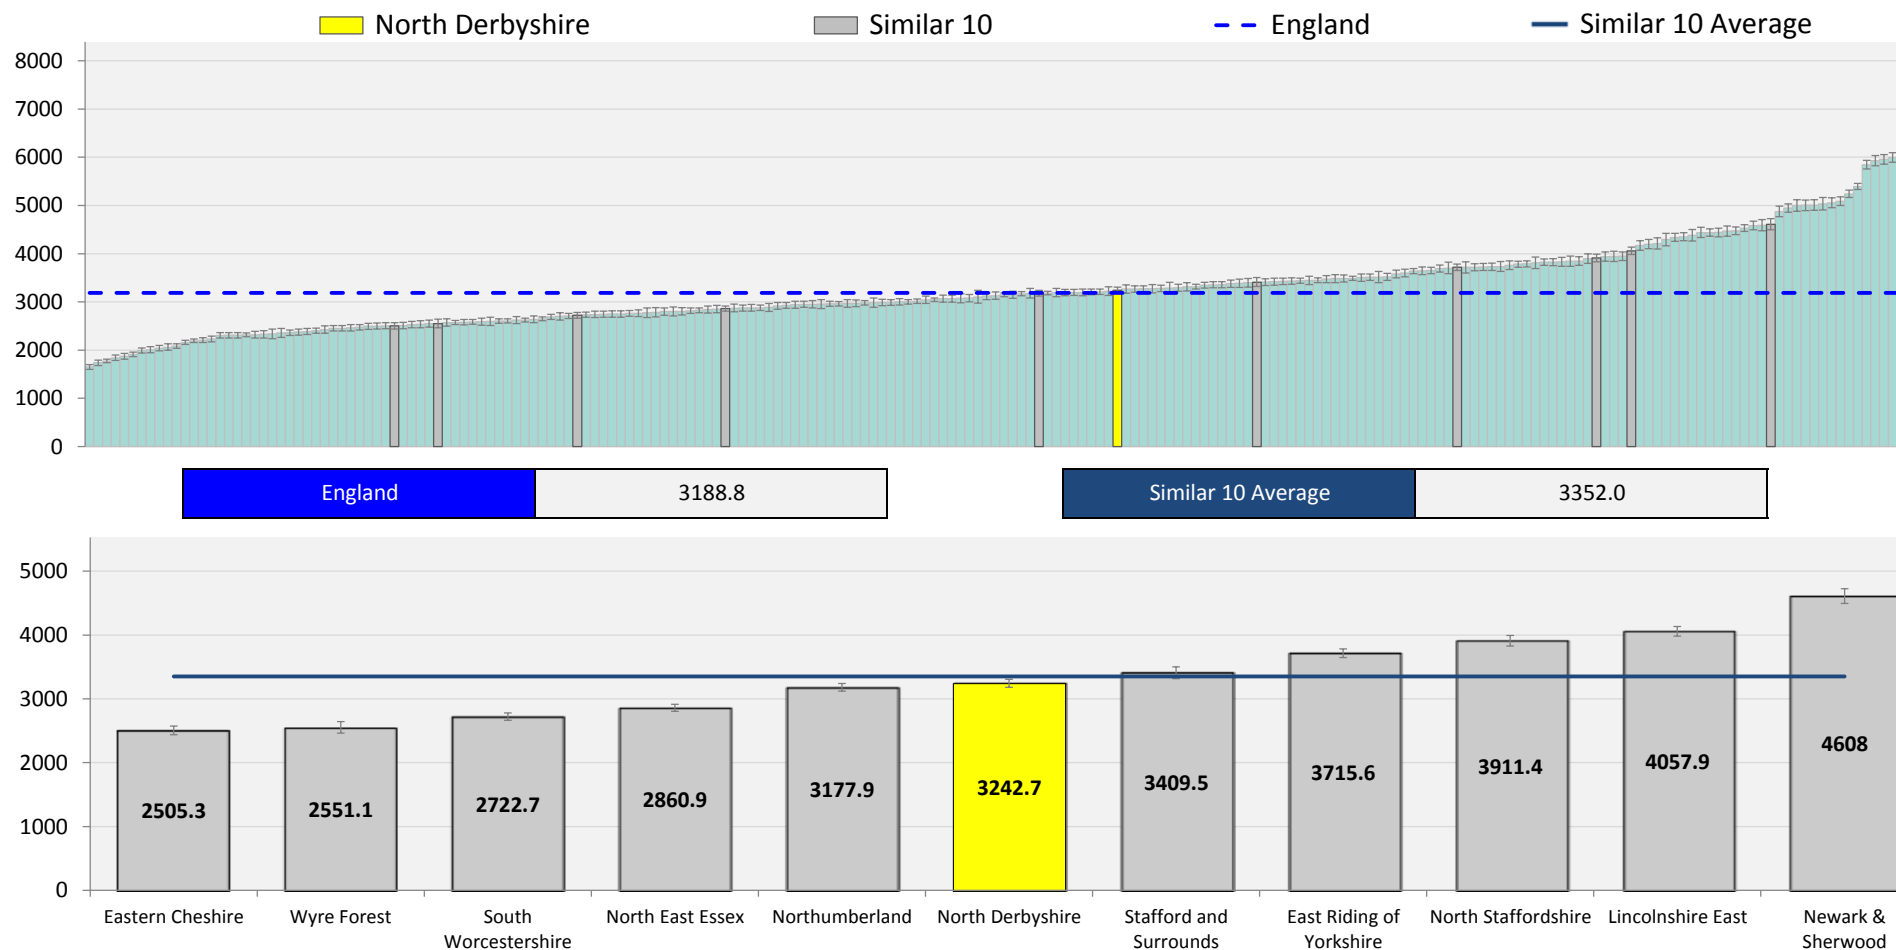 North Derbyshire
Similar 10
England
Similar 10 Average
8000
7000
6000
5000
4000
3000
2000
1000
0
England
3188.8
Similar 10 Average
3352.0
5000
4000
3000
2000
1000
0
2505.3
2551.1
2722.7
2860.9
3177.9
3242.7
3409.5
3715.6
3911.4
4057.9
4608
Eastern Cheshire
Wyre Forest
South
Worcestershire
North East Essex
Northumberland
North Derbyshire
Stafford and
Surrounds
East Riding of
Yorkshire
North Staffordshire
Lincolnshire East
Newark &
Sherwood